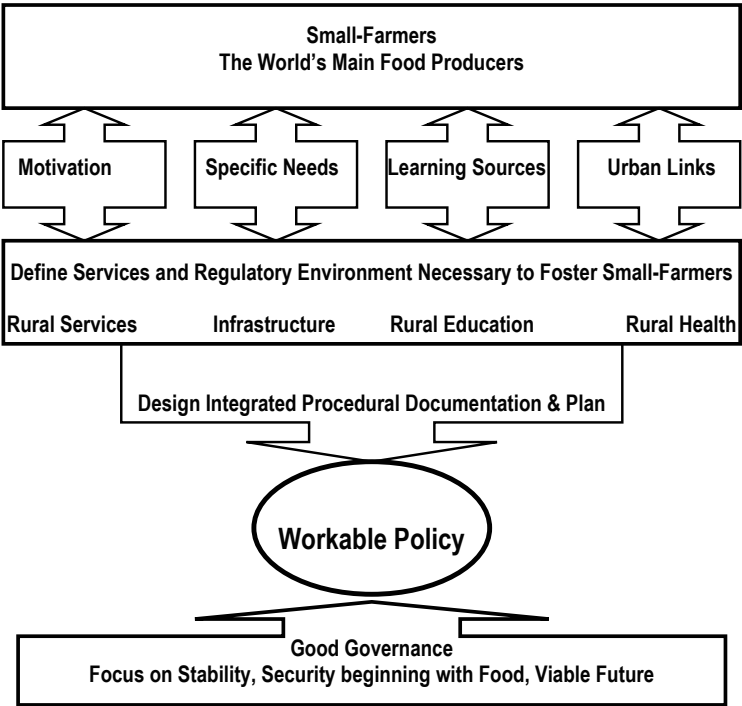 Small-Farmers
The World's Main Food Producers
Motivation
Specific Needs
Learning Sources
Urban Links
Define Services and Regulatory Environment Necessary to Foster Small-Farmers
Rural Services
Infrastructure
Rural Education
Rural Health
Design Integrated Procedural Documentation & Plan
Workable Policy
Good Governance
Focus on Stability, Security beginning with Food, Viable Future